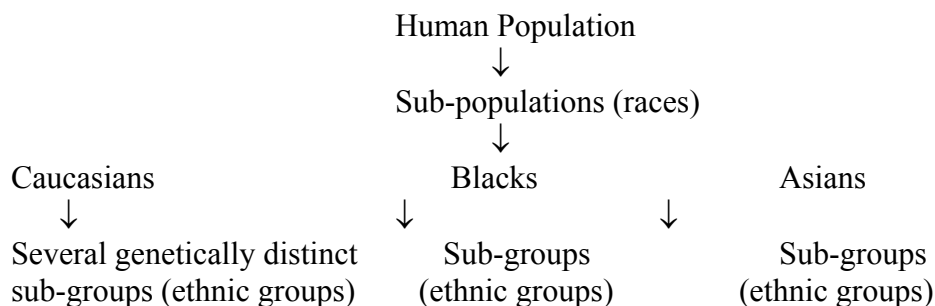 Human Population
↓
Sub-populations (races)
↓
Caucasians Blacks Asians
↓ ↓ ↓
Several genetically distinct Sub-groups Sub-groups
sub-groups (ethnic groups) (ethnic groups) (ethnic groups)